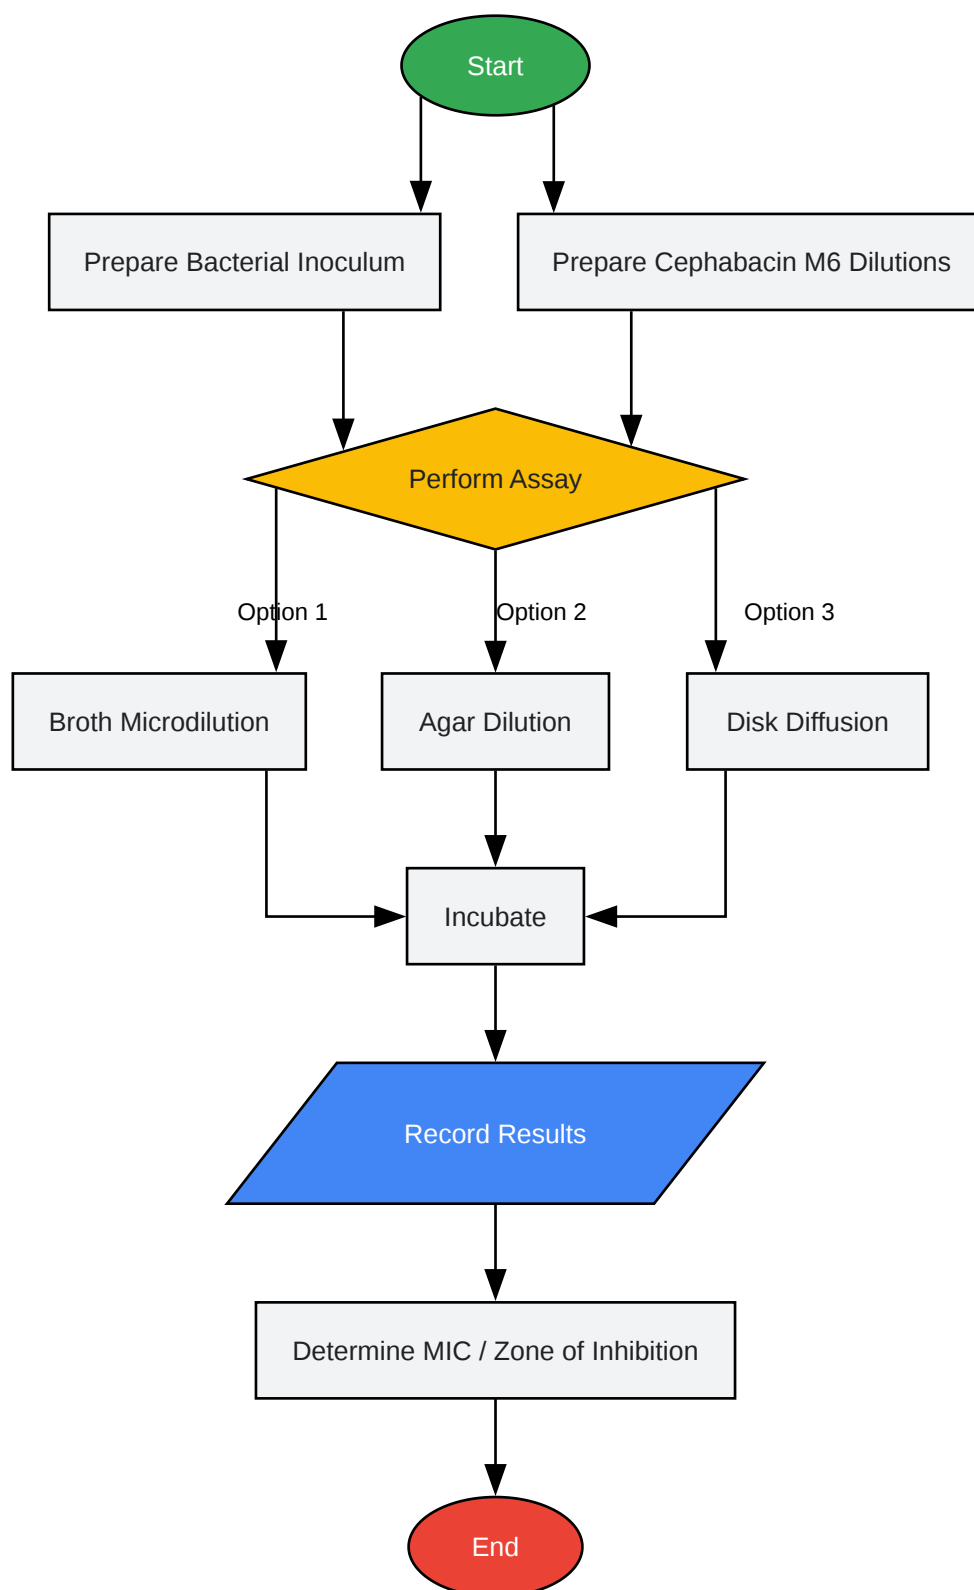 Start
Prepare Bacterial Inoculum
Prepare Cephabacin M6 Dilutions
Perform Assay
Option 1
Option 2
Option 3
Broth Microdilution
Agar Dilution
Disk Diffusion
Incubate
Record Results
Determine MIC / Zone of Inhibition
End